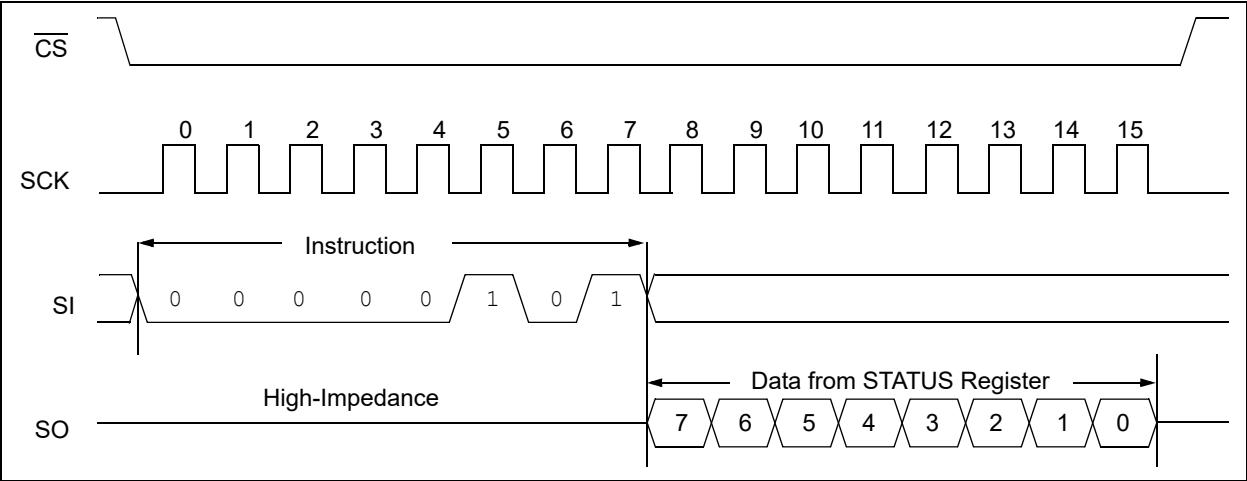 CS
0 1 2 3 4 5 6 7 8 9 10 11 12 13 14 15
SCK
Instruction
SI 0 0 0 0 0 1 0 1
Data from STATUS Register
High-Impedance
SO 7 6 5 4 3 2 1 0